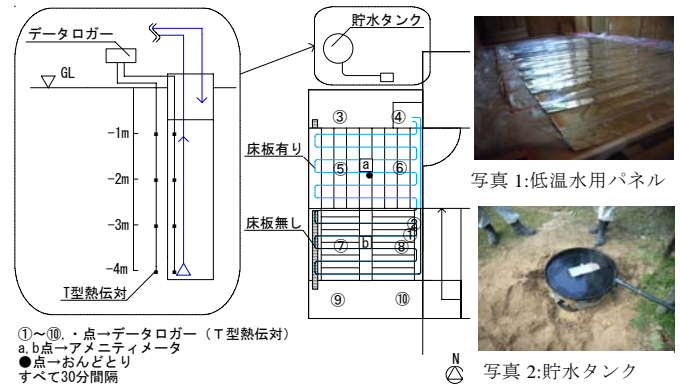 データロガー
GL
-1m
-2m
-3m
-4m
T型熱伝対
貯水タンク
③
④
床板有り
⑤
a
⑥
床板無し
②
①
⑦
b
⑧
⑨
⑩
N
写真 1:低温水用パネル
写真 2:貯水タンク
①~⑩, ・点→データロガー(T型熱伝対)
a, b点→アメニティメータ
●点→おんどとり
すべて30分間隔